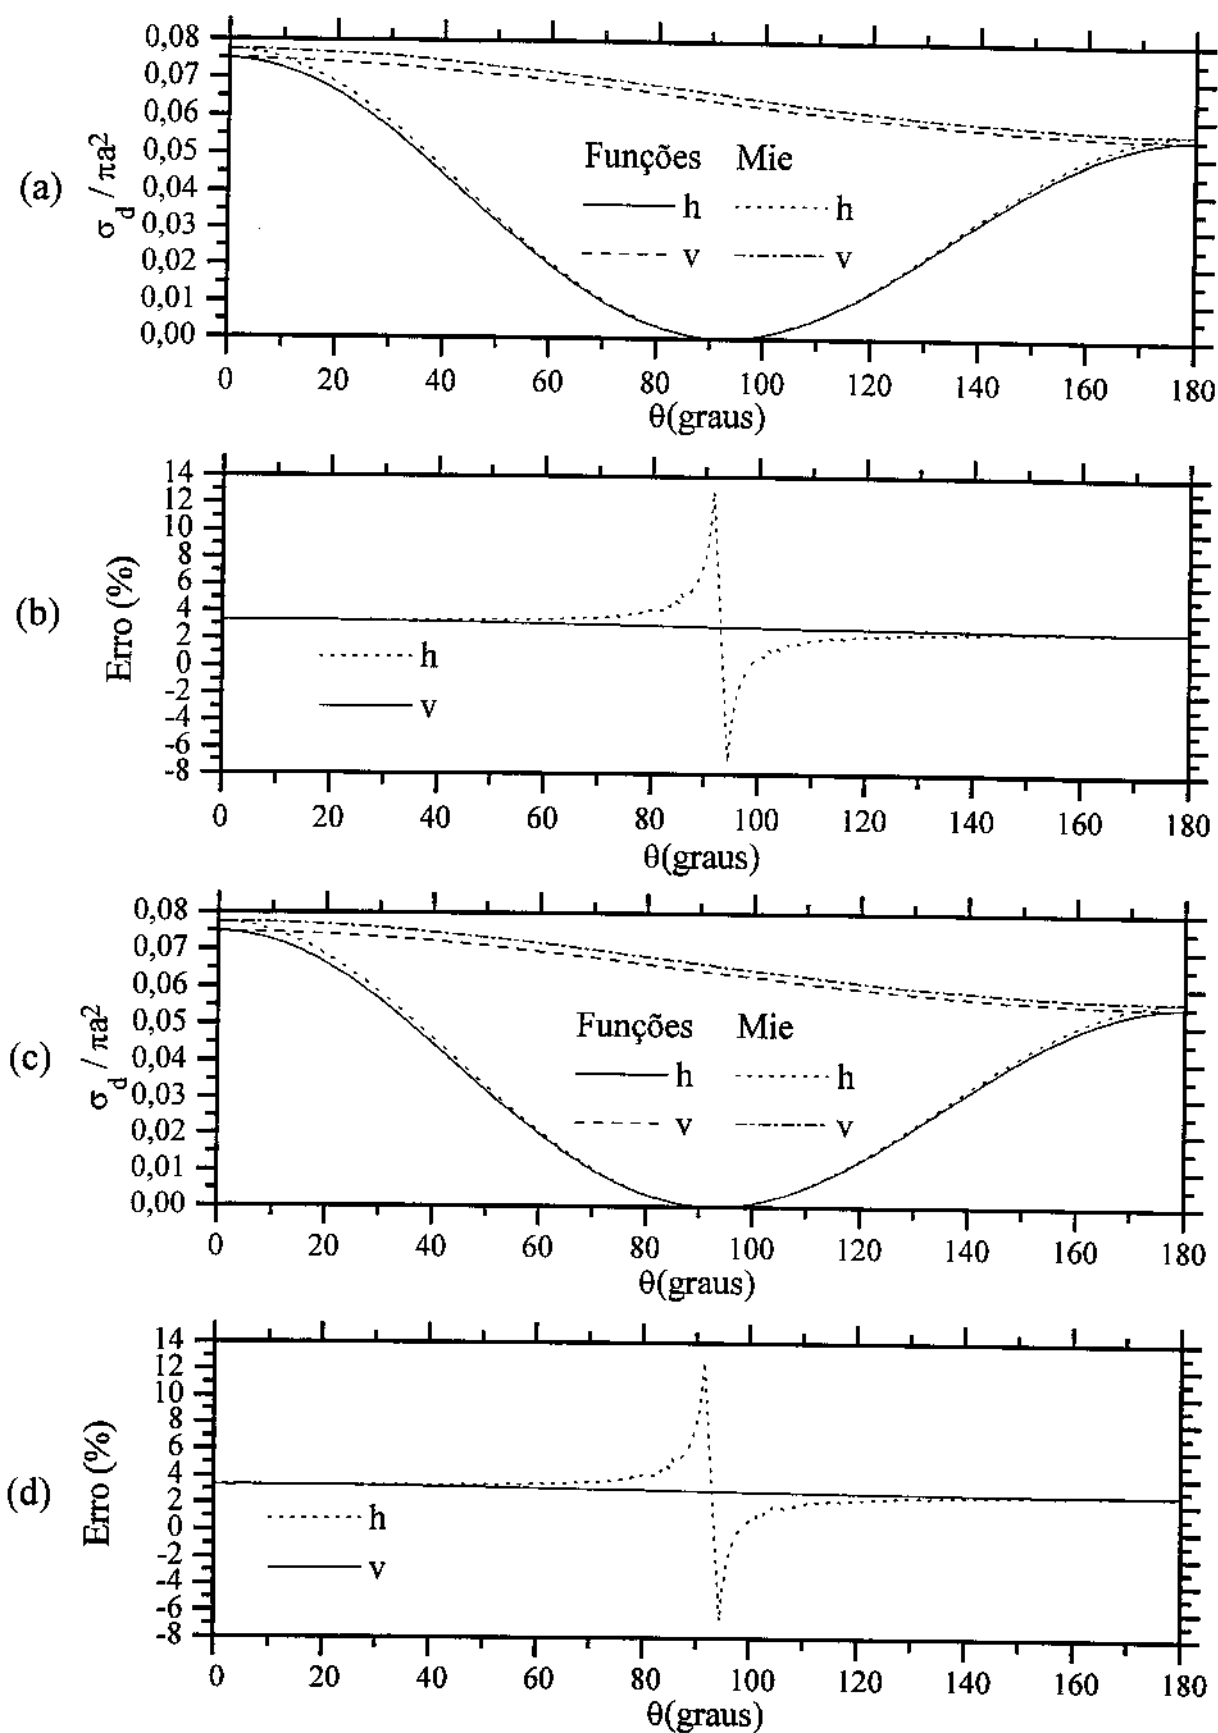 (a)
σd / πa²
0,08
0,07
0,06
0,05
0,04
0,03
0,02
0,01
0,00
Funções Mie
h h
v v
0 20 40 60 80 100 120 140 160 180
θ(graus)
(b)
Erro (%)
14
12
10
8
6
4
2
0
-2
-4
-6
-8
h
v
0 20 40 60 80 100 120 140 160 180
θ(graus)
(c)
σd / πa²
0,08
0,07
0,06
0,05
0,04
0,03
0,02
0,01
0,00
Funções Mie
h h
v v
0 20 40 60 80 100 120 140 160 180
θ(graus)
(d)
Erro (%)
14
12
10
8
6
4
2
0
-2
-4
-6
-8
h
v
0 20 40 60 80 100 120 140 160 180
θ(graus)